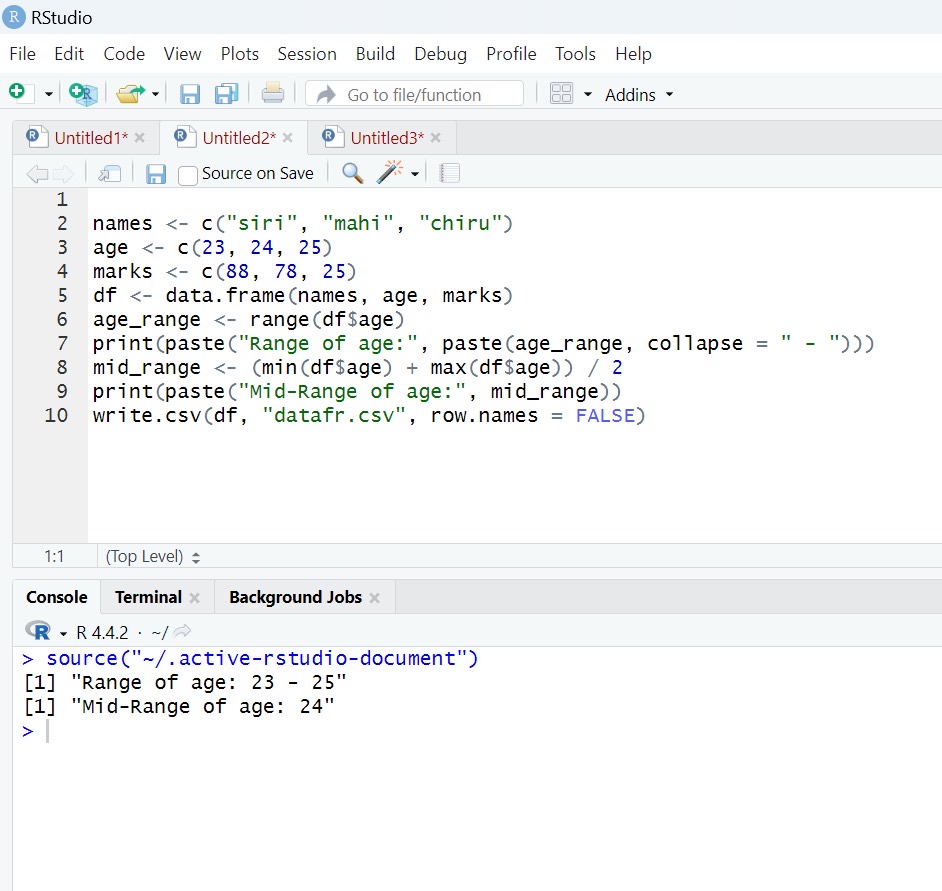 R RStudio
File Edit Code View Plots Session Build Debug Profile Tools Help
R Go to file/function Addins
R Untitled1* R Untitled2* R Untitled3*
Source on Save
1
2 names <- c("siri", "mahi", "chiru")
3 age <- c(23, 24, 25)
4 marks <- c(88, 78, 25)
5 df <- data.frame(names, age, marks)
6 age_range <- range(df$age)
7 print(paste("Range of age:", paste(age_range, collapse = " - ")))
8 mid_range <- (min(df$age) + max(df$age)) / 2
9 print(paste("Mid-Range of age:", mid_range))
10 write.csv(df, "datafr.csv", row.names = FALSE)
1:1 (Top Level)
Console Terminal Background Jobs
R R 4.4.2 · ~/
> source("~/.active-rstudio-document")
[1] "Range of age: 23 - 25"
[1] "Mid-Range of age: 24"
>